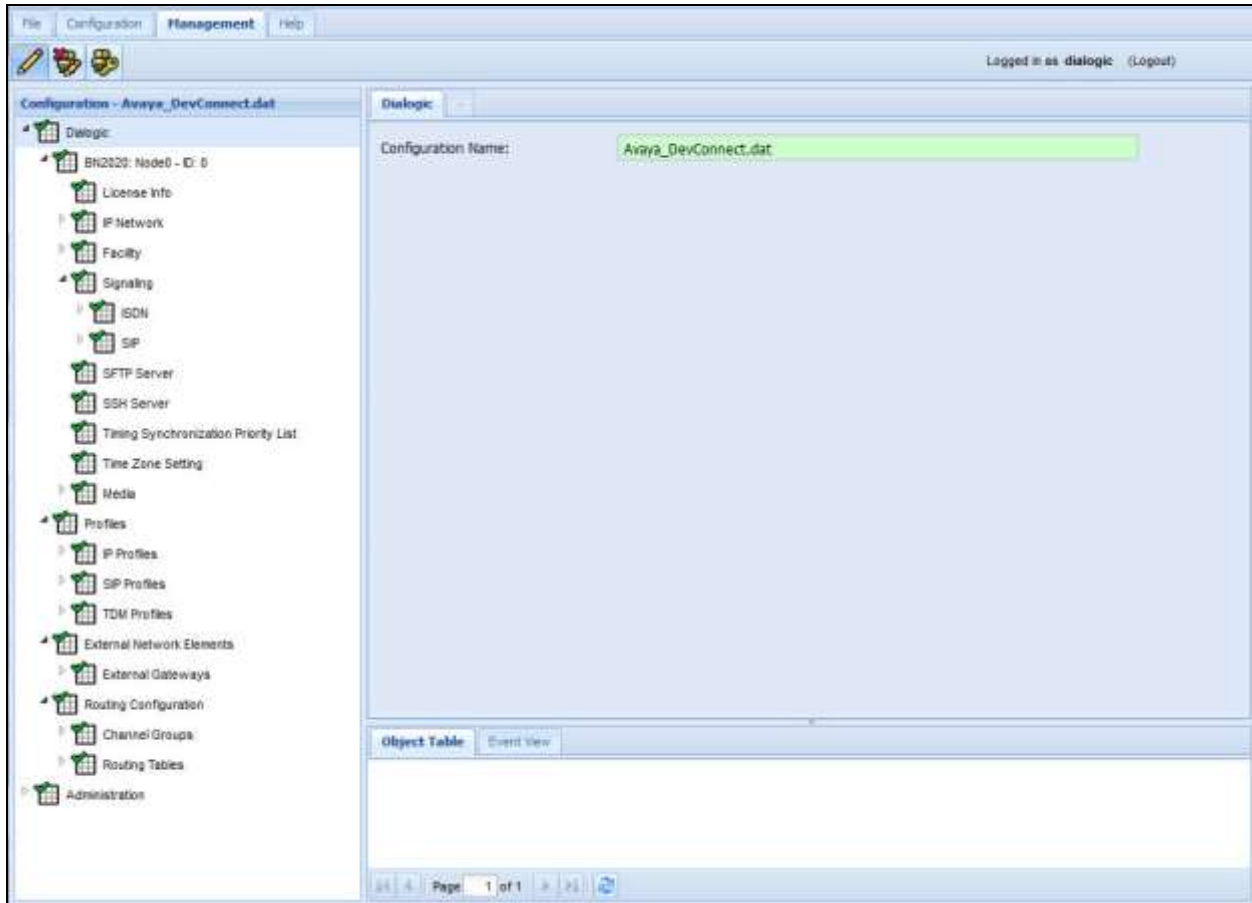 File Configuration Management Help
Logged in as dialogic (Logout)
Configuration - Avaya_DevConnect.dat
Dialogic
BN2020: Node0 - ID: 0
License Info
IP Network
Facility
Signaling
ISDN
SIP
SFTP Server
SSH Server
Timing Synchronization Priority List
Time Zone Setting
Media
Profiles
IP Profiles
SIP Profiles
TDM Profiles
External Network Elements
External Gateways
Routing Configuration
Channel Groups
Routing Tables
Administration
Dialogic
Configuration Name: Avaya_DevConnect.dat
Object Table Event View
Page 1 of 1